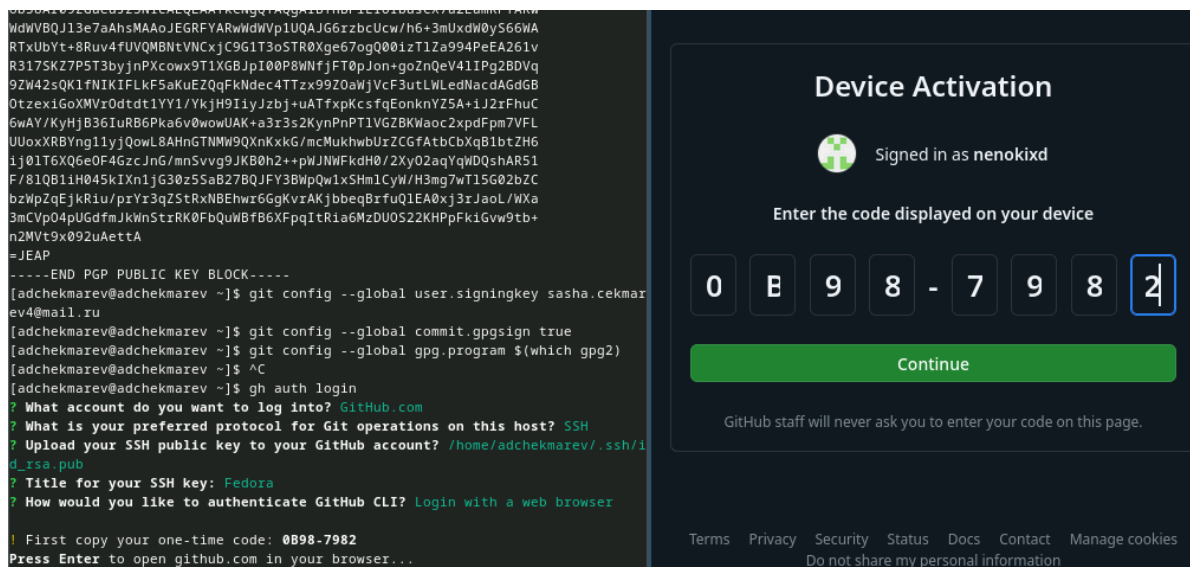 WdWVBQJl3e7aAhsMAAoJEGRFYARwWdWVp1UQAJG6rzbcUcw/h6+3mUxdW0yS66WA
RTxUbYt+8Ruv4fUVQMBNtVNCxjC9G1T3oSTR0Xge67ogQ00izTlZa994PeEA261v
R317SKZ7P5T3byjnPXcowx9T1XGBJpI00P8WNfjFT0pJon+goZnQeV4lIPg2BDVq
9ZW42sQKlfNIKIFLkF5aKuEZQqFkNdec4TTzx99ZOaWjVcF3utLWLedNacdAGdGB
OtzexiGoXMVrOdtdt1YY1/YkjH9IiyJzbj+uATfxpKcsfqEonknYZ5A+iJ2rFhuC
6wAY/KyHjB36IuRB6Pka6v0wowUAK+a3r3s2KynPnPTlVGZBKWaoc2xpdFpm7VFL
UUoxXRBYng11yjQowL8AHnGTNMW9QXnKxkG/mcMukhwbUrZCGfAtbCbXqB1btZH6
ij0lT6XQ6eOF4GzcJnG/mnSvvg9JKB0h2++pWJNWFkdH0/2XyO2aqYqWDQshAR51
F/8lQB1iH045kIXn1jG30z5SaB27BQJFY3BWpQw1xSHmlCyW/H3mg7wTl5G02bZC
bzWpZqEjkRiu/prYr3qZStRxNBEhwr6GgKvrAKjbbeqBrfuQlEA0xj3rJaoL/WXa
3mCVpO4pUGdfmJkWnStrRK0FbQuWBfB6XFpqItRia6MzDUOS22KHPpFkiGvw9tb+
n2MVt9x092uAettA
=JEAP
-----END PGP PUBLIC KEY BLOCK-----
[adchekmarev@adchekmarev ~]$ git config --global user.signingkey sasha.cekmar
ev4@mail.ru
[adchekmarev@adchekmarev ~]$ git config --global commit.gpgsign true
[adchekmarev@adchekmarev ~]$ git config --global gpg.program $(which gpg2)
[adchekmarev@adchekmarev ~]$ ^C
[adchekmarev@adchekmarev ~]$ gh auth login
? What account do you want to log into? GitHub.com
? What is your preferred protocol for Git operations on this host? SSH
? Upload your SSH public key to your GitHub account? /home/adchekmarev/.ssh/i
d_rsa.pub
? Title for your SSH key: Fedora
? How would you like to authenticate GitHub CLI? Login with a web browser
! First copy your one-time code: 0B98-7982
Press Enter to open github.com in your browser...
Device Activation
Signed in as nenokixd
Enter the code displayed on your device
0 B 9 8 - 7 9 8 2
Continue
GitHub staff will never ask you to enter your code on this page.
Terms Privacy Security Status Docs Contact Manage cookies
Do not share my personal information